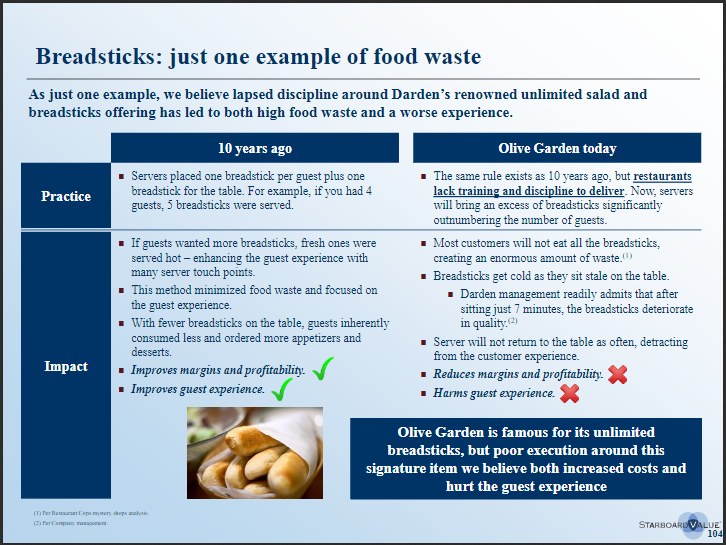 Breadsticks: just one example of food waste
As just one example, we believe lapsed discipline around Darden's renowned unlimited salad and
breadsticks offering has led to both high food waste and a worse experience.
10 years ago
Olive Garden today
Practice
Servers placed one breadstick per guest plus one
breadstick for the table. For example, if you had 4
guests, 5 breadsticks were served.
The same rule exists as 10 years ago, but restaurants
lack training and discipline to deliver. Now, servers
will bring an excess of breadsticks significantly
outnumbering the number of guests.
Impact
If guests wanted more breadsticks, fresh ones were
served hot – enhancing the guest experience with
many server touch points.
This method minimized food waste and focused on
the guest experience.
With fewer breadsticks on the table, guests inherently
consumed less and ordered more appetizers and
desserts.
Improves margins and profitability.
Improves guest experience.
Most customers will not eat all the breadsticks,
creating an enormous amount of waste.(1)
Breadsticks get cold as they sit stale on the table.
Darden management readily admits that after
sitting just 7 minutes, the breadsticks deteriorate
in quality.(2)
Server will not return to the table as often, detracting
from the customer experience.
Reduces margins and profitability.
Harms guest experience.
Olive Garden is famous for its unlimited
breadsticks, but poor execution around this
signature item we believe both increased costs and
hurt the guest experience
(1) Per Restaurant Cops mystery shops analysis.
(2) Per Company management.
STARBOARD VALUE
104